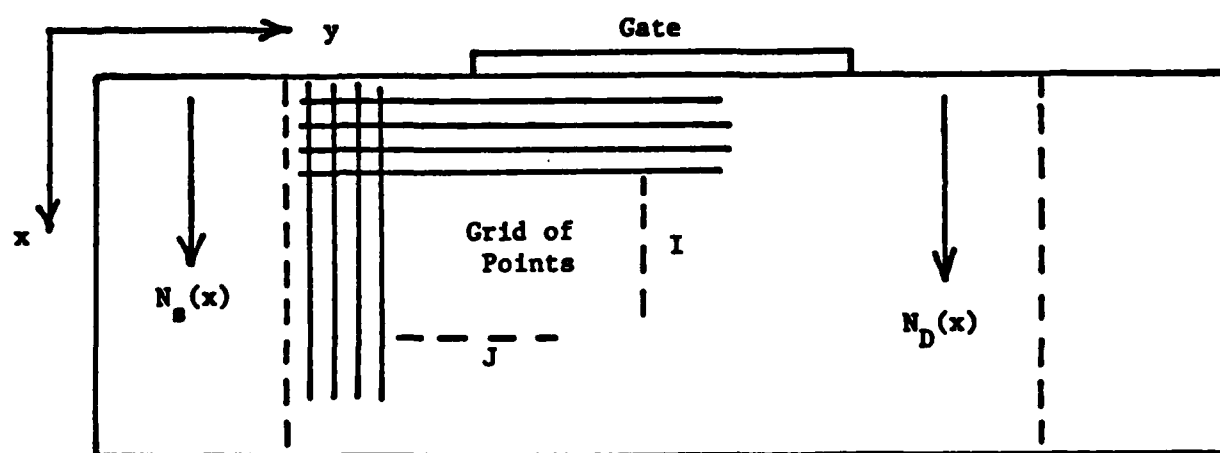 y
Gate
x
Grid of
Points
I
N_s(x)
N_D(x)
J